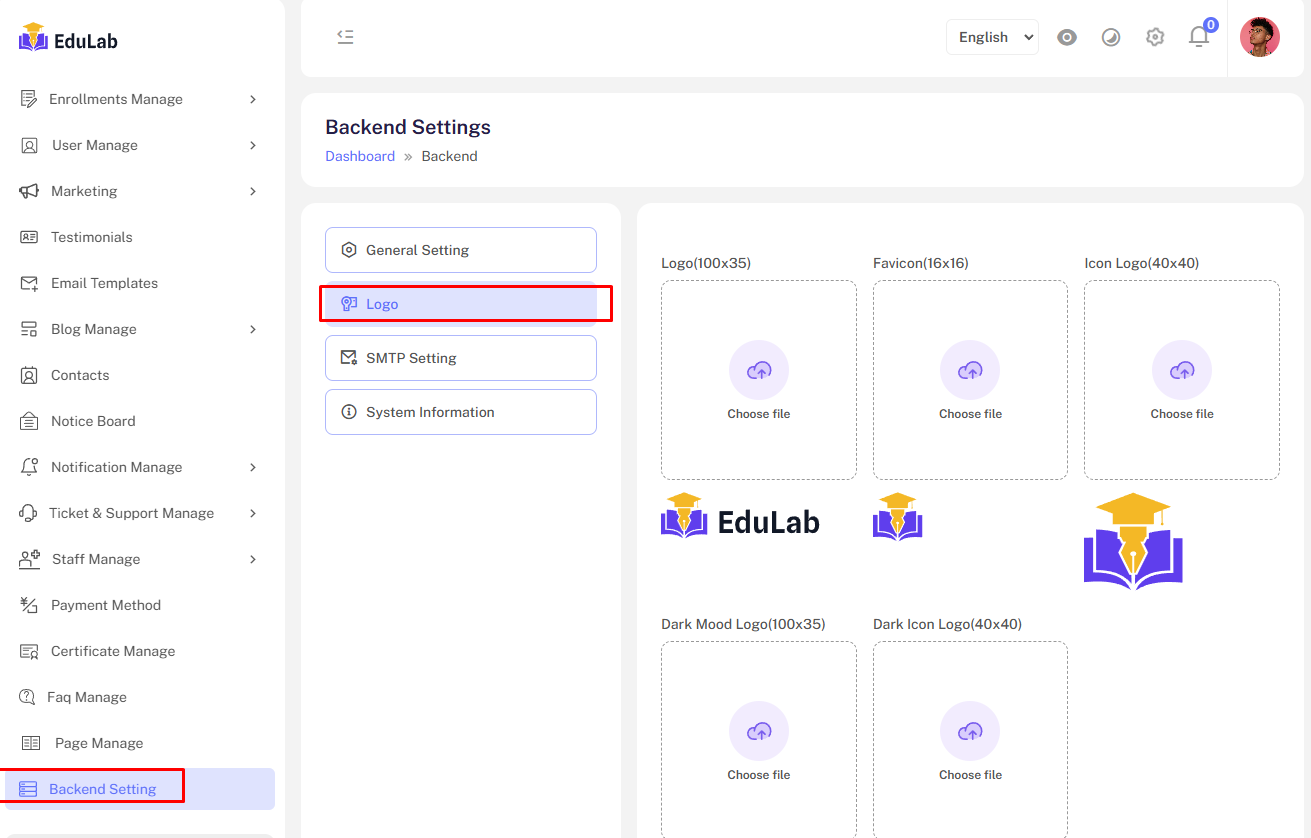 EduLab
Enrollments Manage
User Manage
Marketing
Testimonials
Email Templates
Blog Manage
Contacts
Notice Board
Notification Manage
Ticket & Support Manage
Staff Manage
Payment Method
Certificate Manage
Faq Manage
Page Manage
Backend Setting
English
0
Backend Settings
Dashboard » Backend
General Setting
Logo
SMTP Setting
System Information
Logo(100x35)
Favicon(16x16)
Icon Logo(40x40)
Choose file
Choose file
Choose file
EduLab
Dark Mood Logo(100x35)
Dark Icon Logo(40x40)
Choose file
Choose file